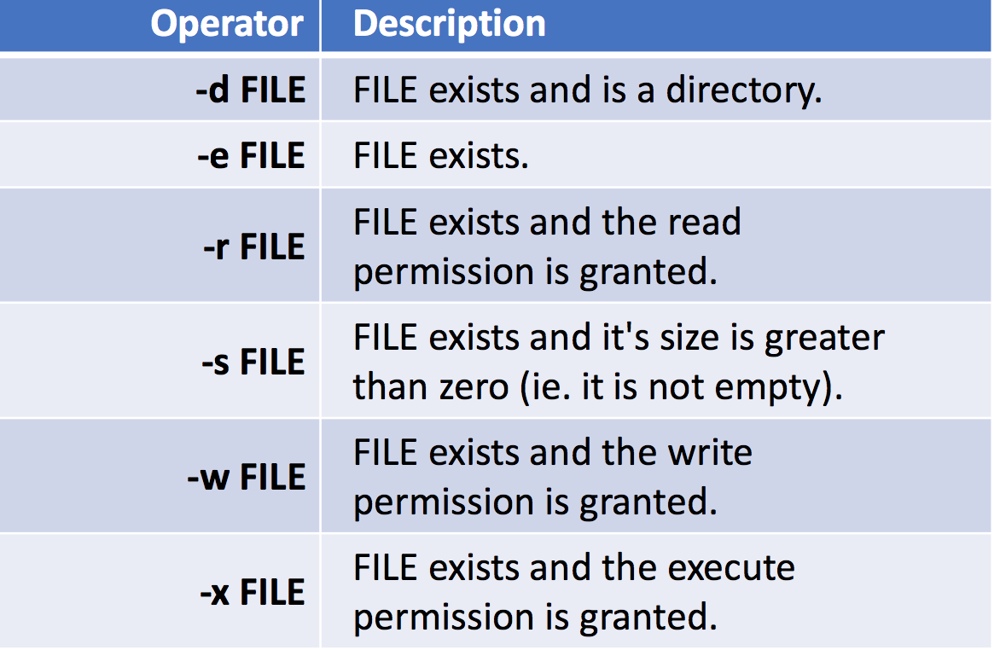 Operator Description
-d FILE FILE exists and is a directory.
-e FILE FILE exists.
-r FILE FILE exists and the read
permission is granted.
-s FILE FILE exists and it's size is greater
than zero (ie. it is not empty).
-w FILE FILE exists and the write
permission is granted.
-x FILE FILE exists and the execute
permission is granted.